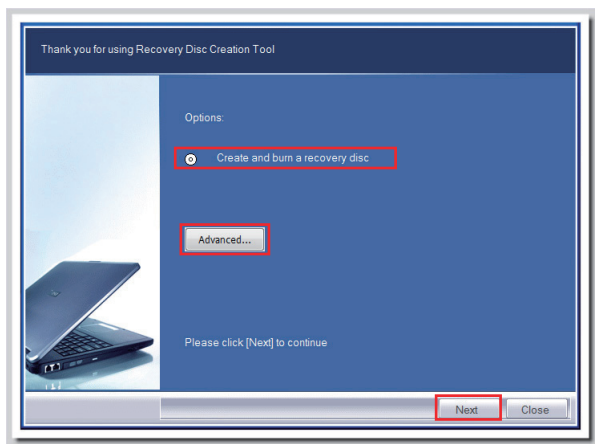 Thank you for using Recovery Disc Creation Tool
Options:
Create and burn a recovery disc
Advanced...
Please click [Next] to continue
Next Close